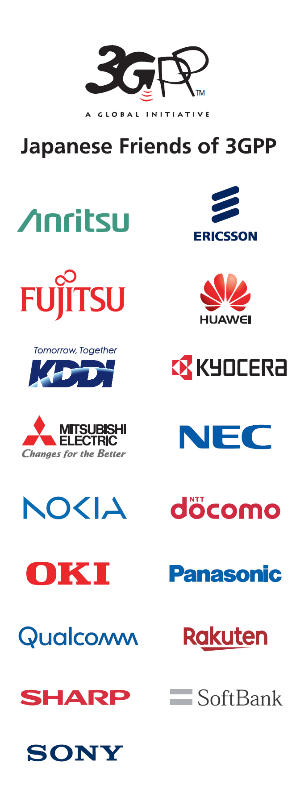 3GPP TM
A GLOBAL INITIATIVE
Japanese Friends of 3GPP
Anritsu
ERICSSON
FUJITSU
HUAWEI
Tomorrow, Together
KDDI
KYOCERA
MITSUBISHI
ELECTRIC
Changes for the Better
NEC
NOKIA
NTT
docomo
OKI
Panasonic
Qualcomm
Rakuten
SHARP
SoftBank
SONY